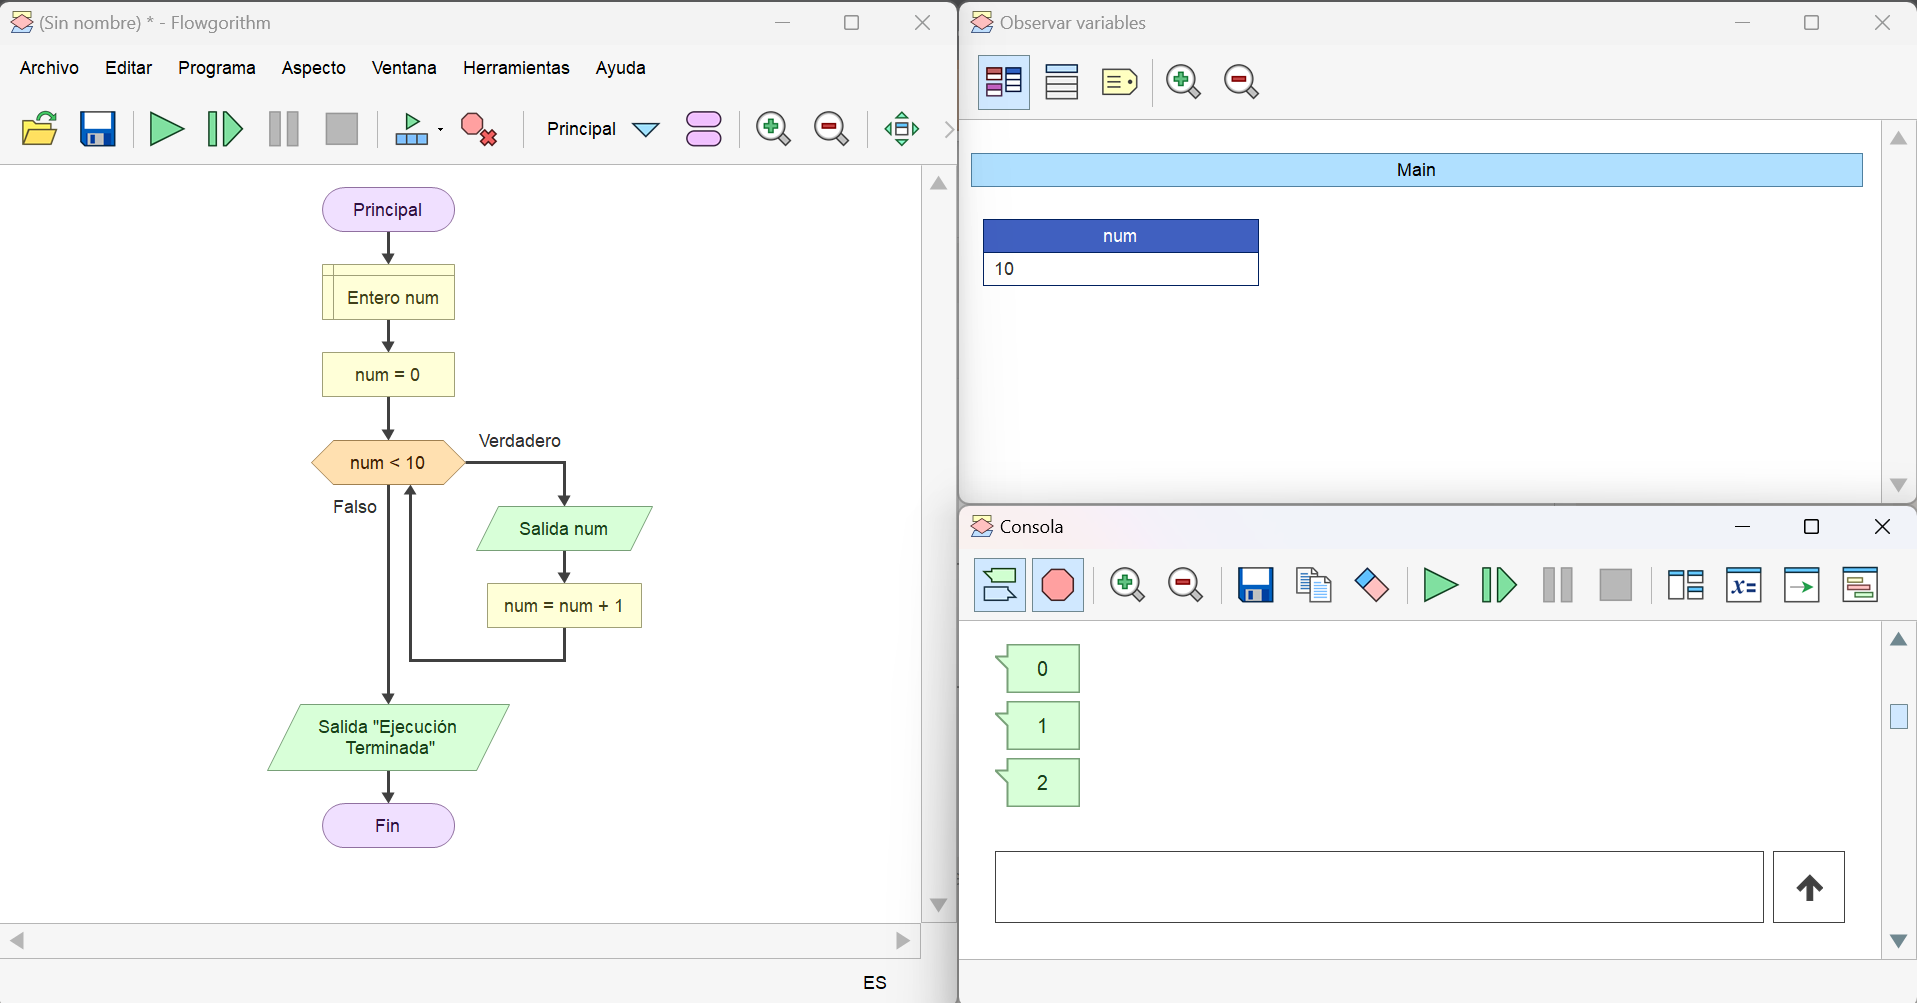 (Sin nombre) * - Flowgorithm
Archivo Editar Programa Aspecto Ventana Herramientas Ayuda
Principal
Principal
Entero num
num = 0
num < 10
Verdadero
Falso
Salida num
num = num + 1
Salida "Ejecución
Terminada"
Fin
ES
Observar variables
Main
num
10
Consola
x=
0
1
2